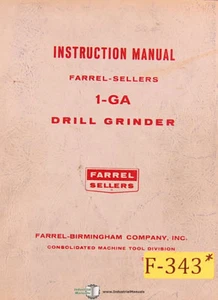 INSTRUCTION MANUAL
FARREL-SELLERS
1-GA
DRILL GRINDER
FARREL
SELLERS
FARREL-BIRMINGHAM COMPANY, INC.
CONSOLIDATED MACHINE TOOL DIVISION
F-343*